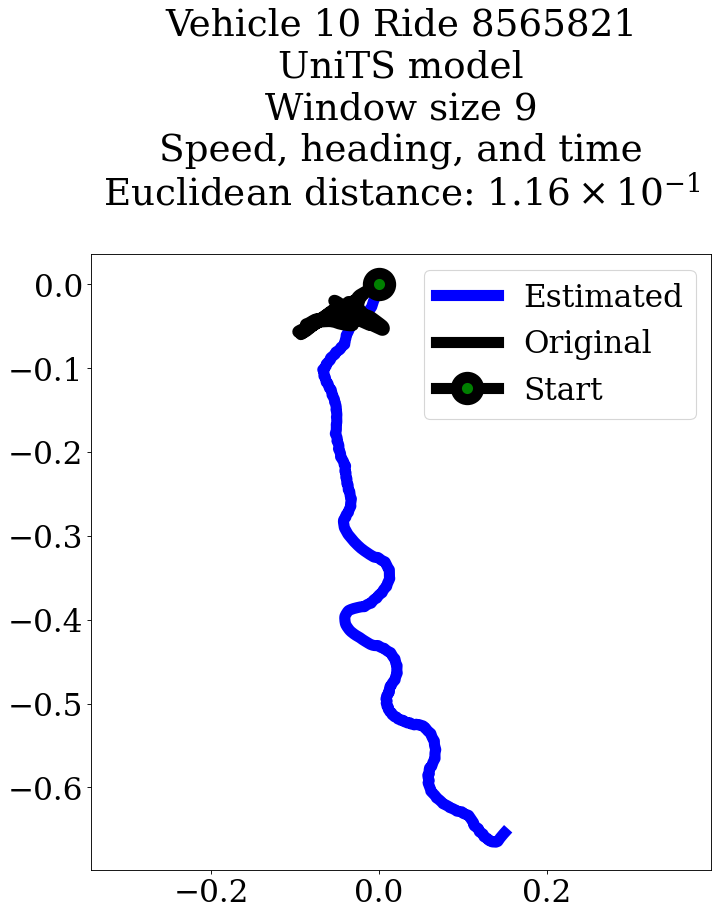 Vehicle 10 Ride 8565821
UniTS model
Window size 9
Speed, heading, and time
Euclidean distance: 1.16 × 10⁻¹
Estimated
Original
Start
0.0
−0.1
−0.2
−0.3
−0.4
−0.5
−0.6
−0.2
0.0
0.2